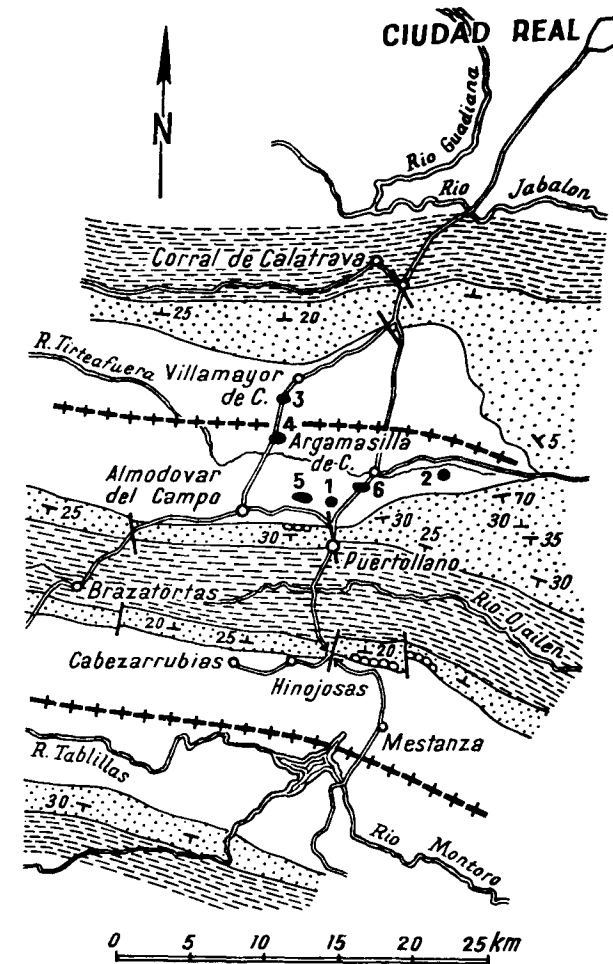 CIUDAD REAL
N
Rio Guadiana
Rio Jabalon
Corral de Calatrava
25
20
R. Tirteafuera
Villamayor
de C.
3
4
Argamasilla
de C.
5
Almodovar
del Campo
5
1
6
2
25
30
30
70
30
25
35
Puertollano
30
Brazatortas
Rio Ojailen
20
25
20
Cabezarrubias
Hinojosas
Mestanza
R. Tablillas
30
Rio Montoro
0 5 10 15 20 25 km